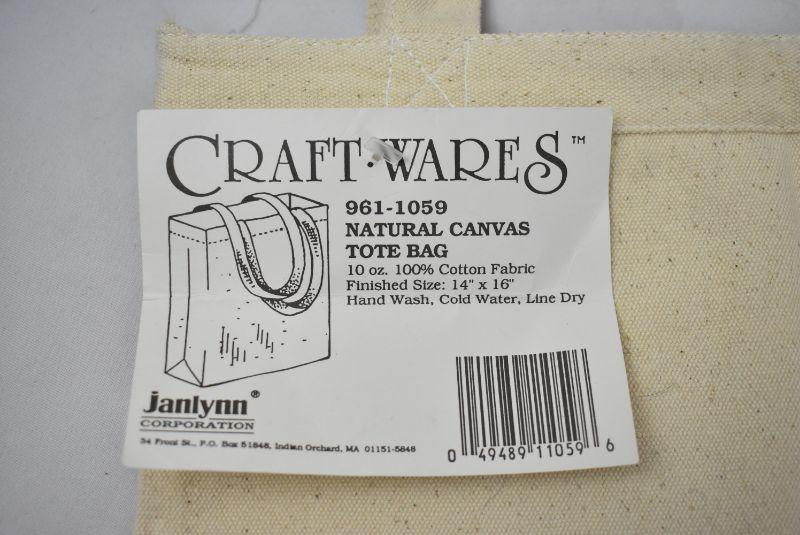 CRAFT·WARES™
961-1059
NATURAL CANVAS
TOTE BAG
10 oz. 100% Cotton Fabric
Finished Size: 14" x 16"
Hand Wash, Cold Water, Line Dry
Janlynn®
CORPORATION
34 Front St., P.O. Box 51848, Indian Orchard, MA 01151-5848
0 49489 11059 6